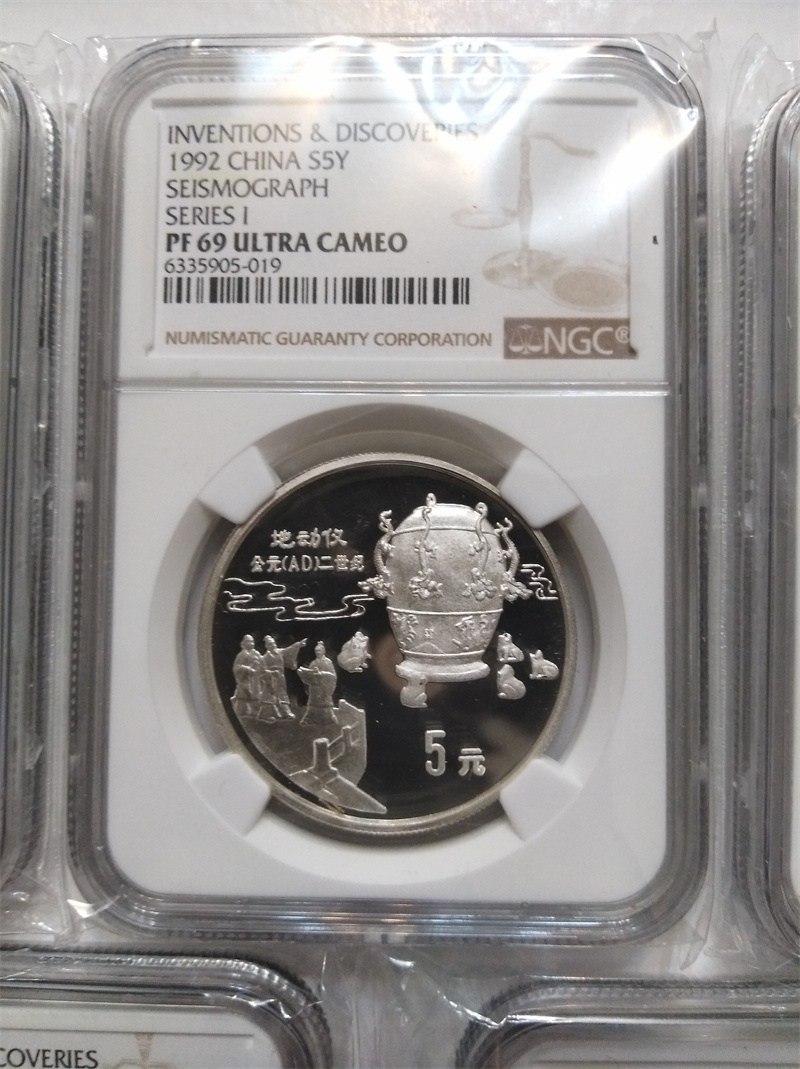 INVENTIONS & DISCOVERIES
1992 CHINA S5Y
SEISMOGRAPH
SERIES I
PF 69 ULTRA CAMEO
6335905-019
NUMISMATIC GUARANTY CORPORATION
NGC®
地动仪
公元(AD)二世纪
5元
COVERIES